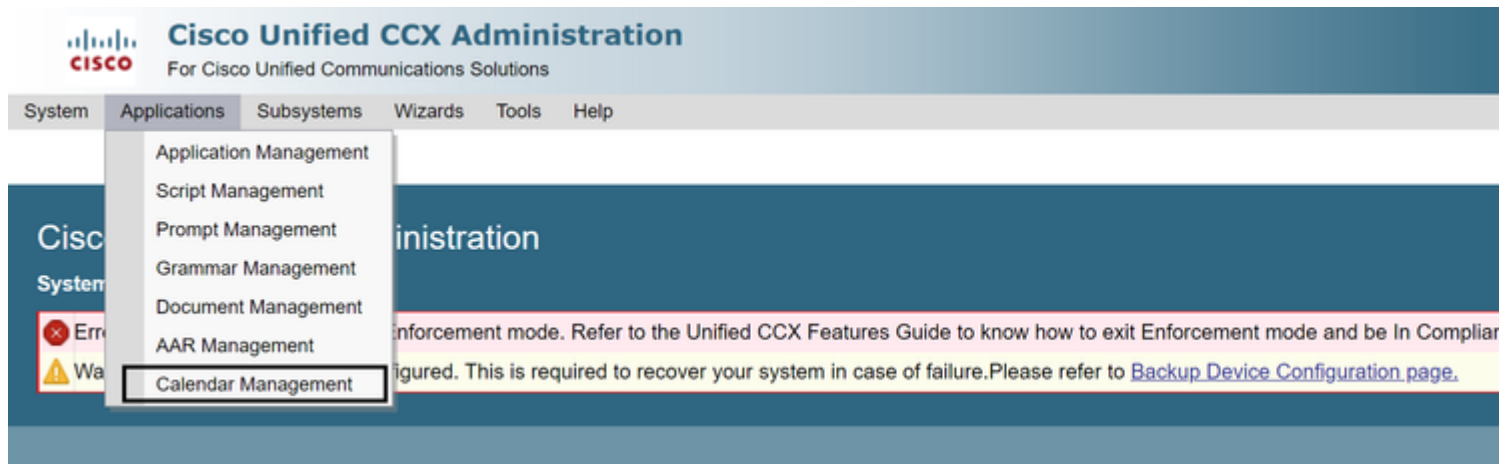 Cisco Unified CCX Administration
CISCO For Cisco Unified Communications Solutions
System Applications Subsystems Wizards Tools Help
Application Management
Script Management
Prompt Management
Cisc inistration
Grammar Management
System
Document Management
Err Enforcement mode. Refer to the Unified CCX Features Guide to know how to exit Enforcement mode and be In Complian
AAR Management
Wa figured. This is required to recover your system in case of failure.Please refer to Backup Device Configuration page.
Calendar Management